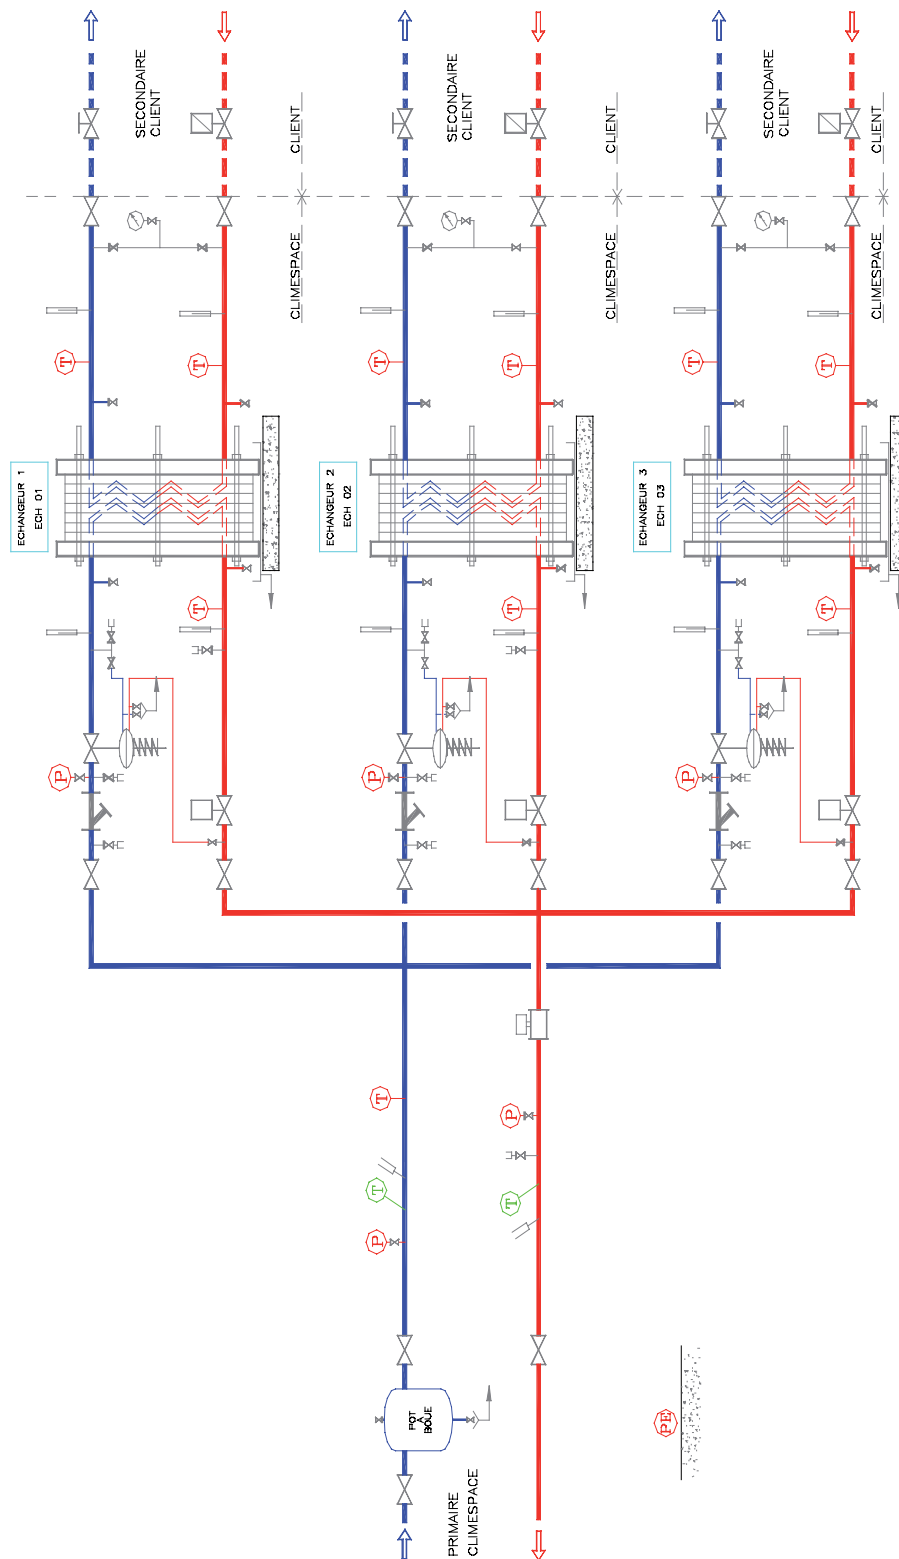 SECONDAIRE
CLIENT
CLIENT
CLIMESPACE
SECONDAIRE
CLIENT
CLIENT
CLIMESPACE
SECONDAIRE
CLIENT
CLIENT
CLIMESPACE
T
T
T
T
T
T
ECHANGEUR 1
ECH 01
ECHANGEUR 2
ECH 02
ECHANGEUR 3
ECH 03
T
T
T
P
P
P
T
P
T
T
P
POT
A
BOUE
PE
PRIMAIRE
CLIMESPACE